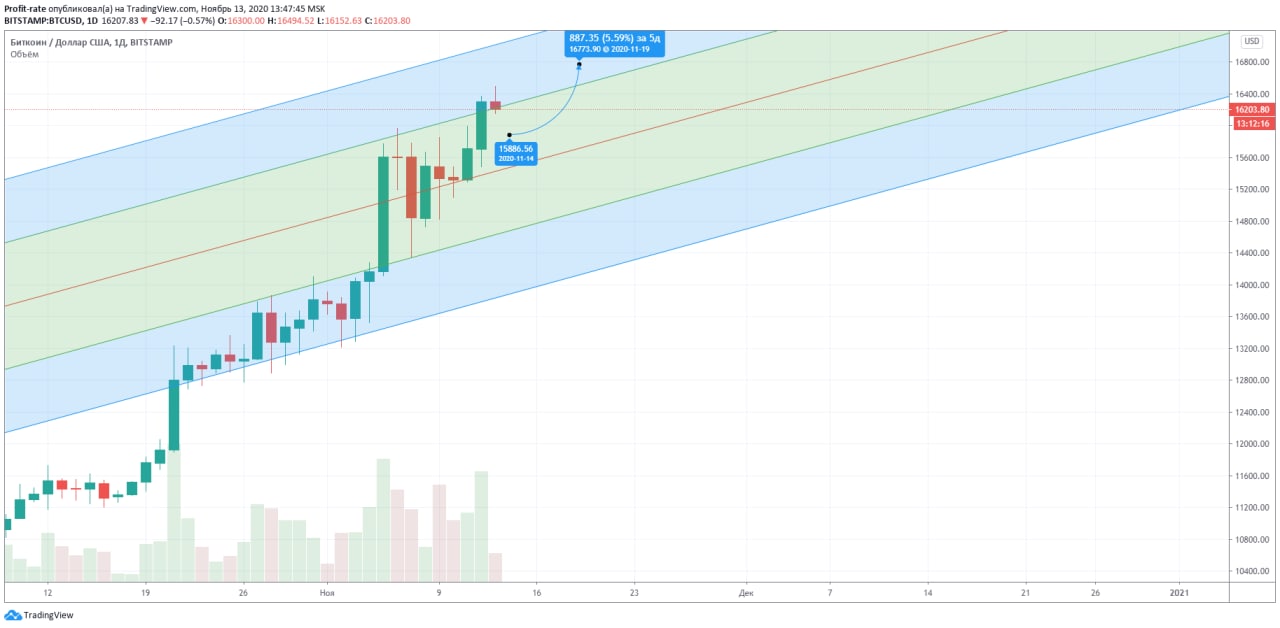 Profit-rate опубликовал(а) на TradingView.com, Ноябрь 13, 2020 13:47:45 MSK
BITSTAMP:BTCUSD, 1D 16207.83 ▼ −92.17 (−0.57%) O:16300.00 H:16494.52 L:16152.63 C:16203.80
Биткоин / Доллар США, 1Д, BITSTAMP
Объём
887.35 (5.59%) за 5д
16773.90 @ 2020-11-19
15886.56
2020-11-14
USD
16800.00
16400.00
16203.80
13:12:16
15600.00
15200.00
14800.00
14400.00
14000.00
13600.00
13200.00
12800.00
12400.00
12000.00
11600.00
11200.00
10800.00
10400.00
12 19 26 Ноя 9 16 23 Дек 7 14 21 26 2021
TradingView